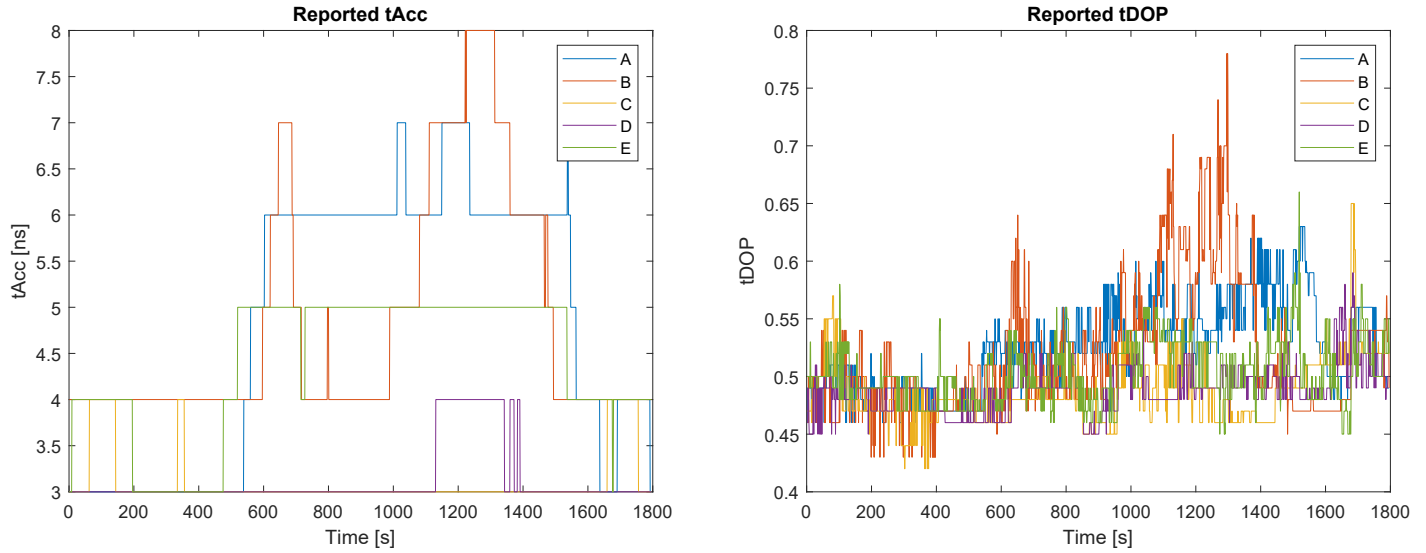 Reported tAcc
8
7.5
7
6.5
6
5.5
5
4.5
4
3.5
3
tAcc [ns]
0 200 400 600 800 1000 1200 1400 1600 1800
Time [s]
A
B
C
D
E
Reported tDOP
0.8
0.75
0.7
0.65
0.6
0.55
0.5
0.45
0.4
tDOP
0 200 400 600 800 1000 1200 1400 1600 1800
Time [s]
A
B
C
D
E